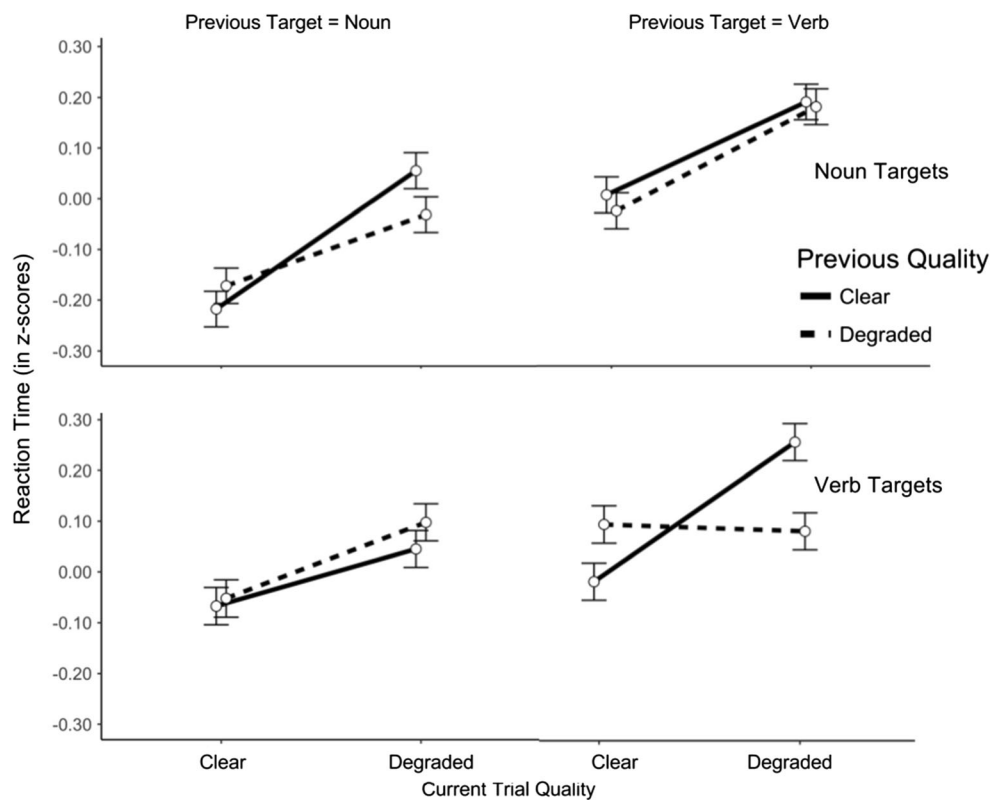 Previous Target = Noun
Previous Target = Verb
0.30
0.20
0.10
0.00
-0.10
-0.20
-0.30
Noun Targets
Previous Quality
Clear
Degraded
Reaction Time (in z-scores)
0.30
0.20
0.10
0.00
-0.10
-0.20
-0.30
Verb Targets
Clear
Degraded
Clear
Degraded
Current Trial Quality